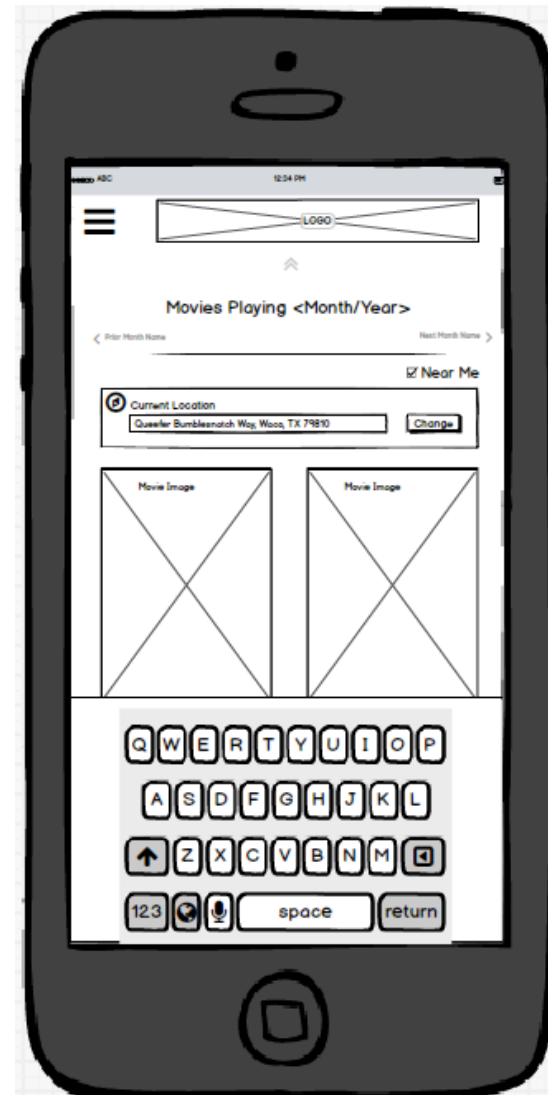 ABC 12:34 PM
LOGO
Movies Playing <Month/Year>
Prior Month Name Next Month Name
Near Me
Current Location
Queefer Bumblesnatch Way, Waco, TX 79810 Change
Movie Image Movie Image
Q W E R T Y U I O P
A S D F G H J K L
Z X C V B N M
123 space return